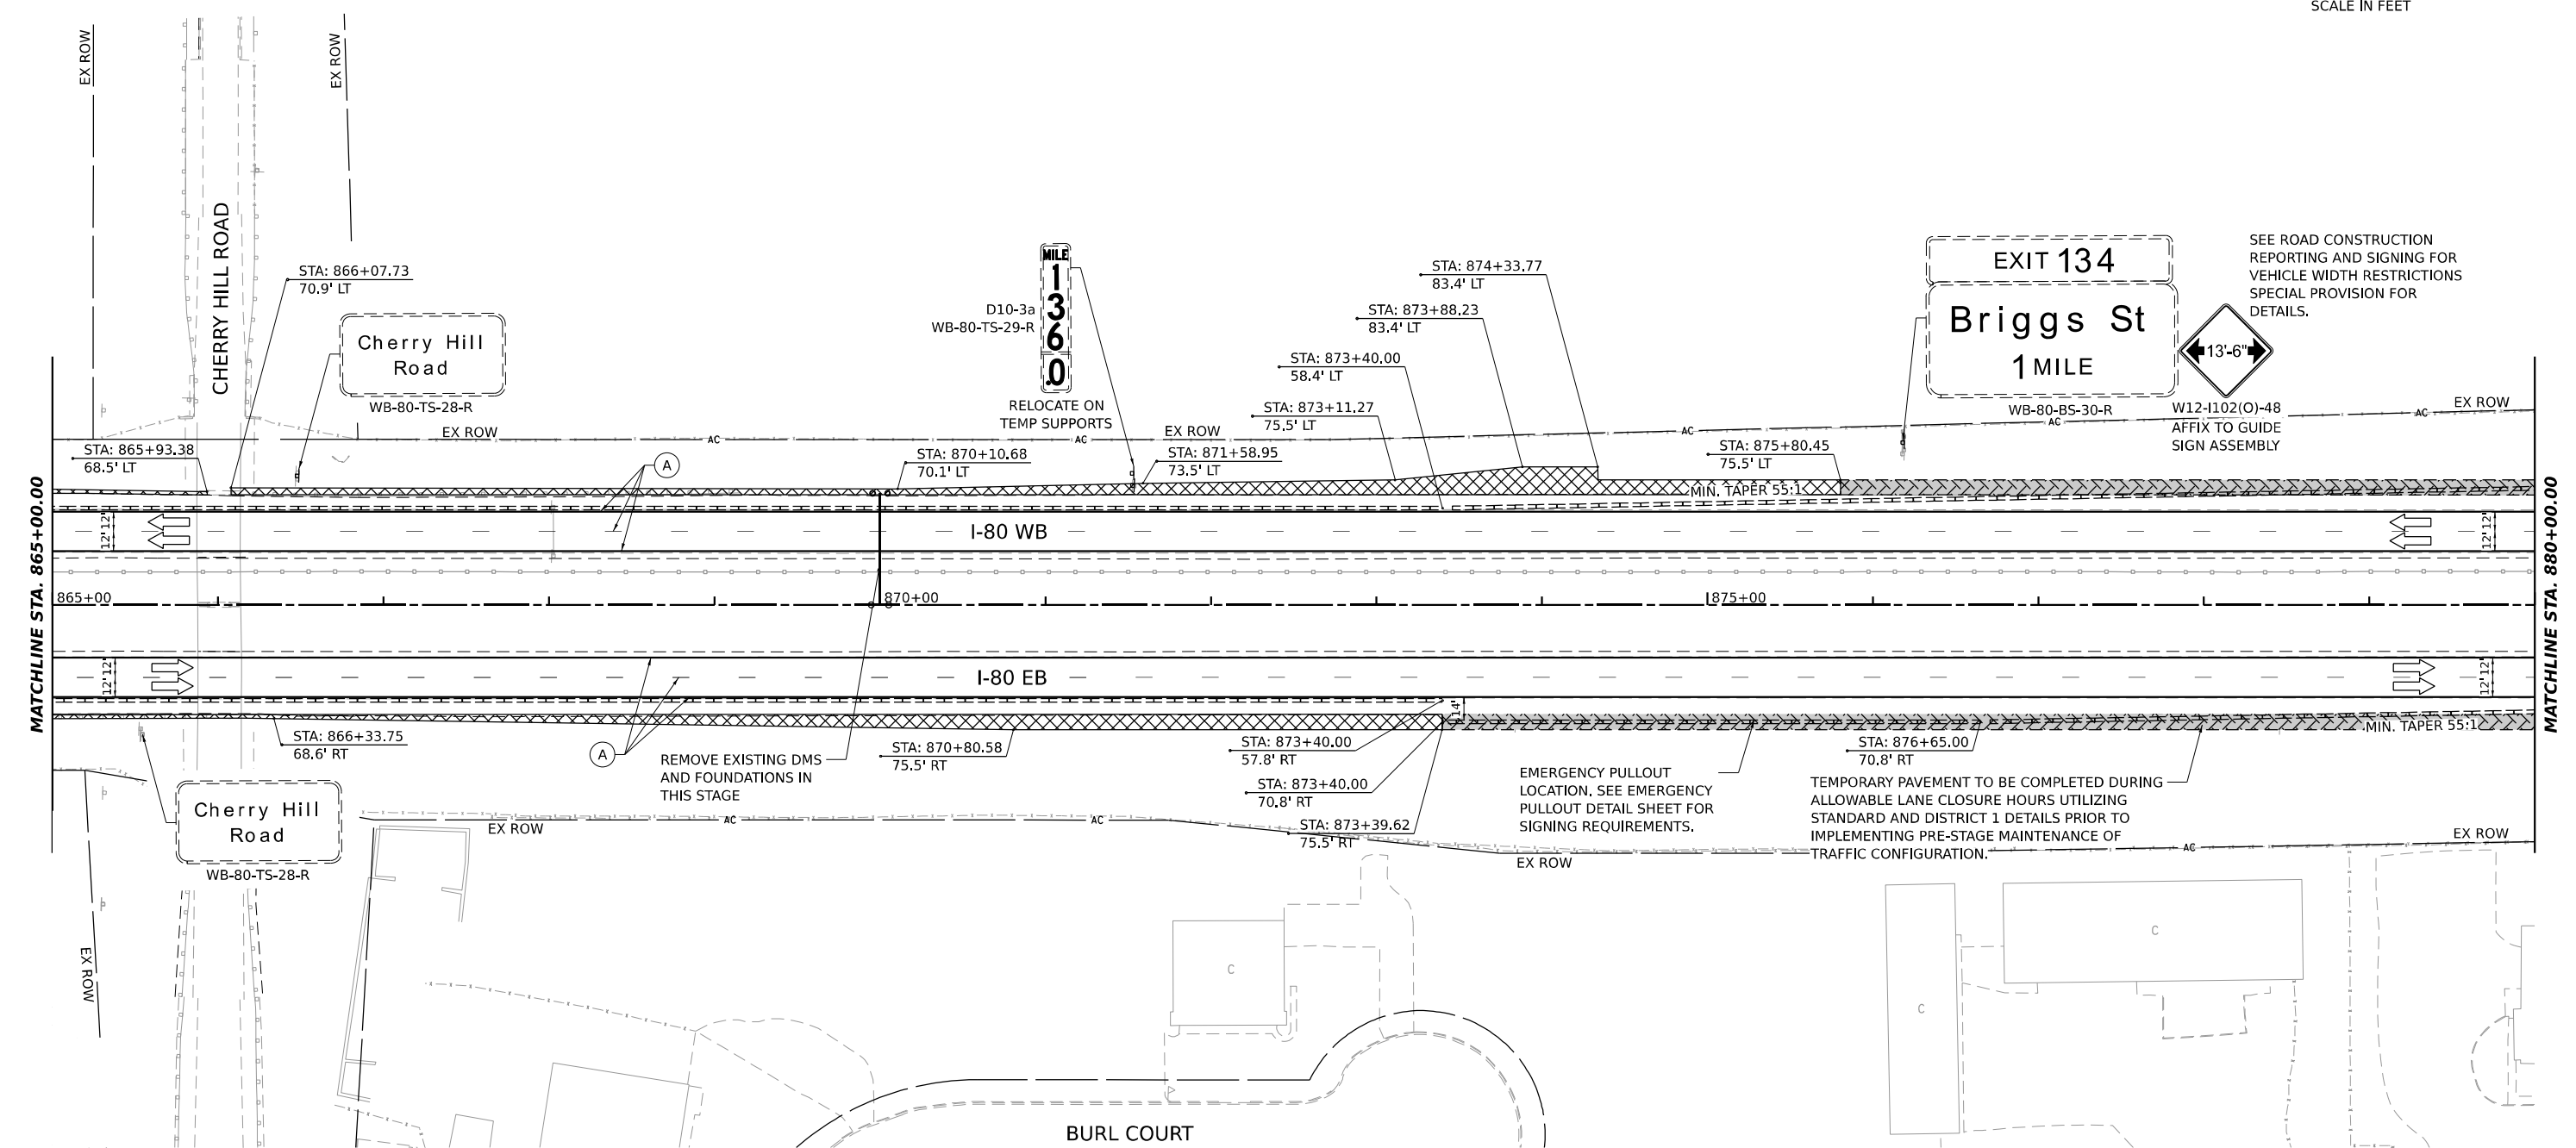 SCALE IN FEET
EX ROW
EX ROW
CHERRY HILL ROAD
STA: 866+07.73
70.9' LT
Cherry Hill
Road
WB-80-TS-28-R
EX ROW
STA: 865+93.38
68.5' LT
A
AC
MILE
1
3
6
.0
D10-3a
WB-80-TS-29-R
RELOCATE ON
TEMP SUPPORTS
AC
EX ROW
STA: 870+10.68
70.1' LT
STA: 871+58.95
73.5' LT
STA: 873+11.27
75.5' LT
STA: 873+40.00
58.4' LT
STA: 873+88.23
83.4' LT
STA: 874+33.77
83.4' LT
AC
STA: 875+80.45
75.5' LT
MIN. TAPER 55:1
EXIT 134
Briggs St
1 MILE
WB-80-BS-30-R
AC
13'-6"
W12-I102(O)-48
AFFIX TO GUIDE
SIGN ASSEMBLY
SEE ROAD CONSTRUCTION
REPORTING AND SIGNING FOR
VEHICLE WIDTH RESTRICTIONS
SPECIAL PROVISION FOR
DETAILS.
AC
EX ROW
MATCHLINE STA. 865+00.00
12' 12'
I-80 WB
12' 12'
MATCHLINE STA. 880+00.00
865+00
870+00
875+00
12' 12'
I-80 EB
12' 12'
14'
STA: 866+33.75
68.6' RT
A
REMOVE EXISTING DMS
AND FOUNDATIONS IN
THIS STAGE
STA: 870+80.58
75.5' RT
STA: 873+40.00
57.8' RT
STA: 873+40.00
70.8' RT
STA: 873+39.62
75.5' RT
EMERGENCY PULLOUT
LOCATION, SEE EMERGENCY
PULLOUT DETAIL SHEET FOR
SIGNING REQUIREMENTS.
STA: 876+65.00
70.8' RT
MIN. TAPER 55:1
TEMPORARY PAVEMENT TO BE COMPLETED DURING
ALLOWABLE LANE CLOSURE HOURS UTILIZING
STANDARD AND DISTRICT 1 DETAILS PRIOR TO
IMPLEMENTING PRE-STAGE MAINTENANCE OF
TRAFFIC CONFIGURATION.
Cherry Hill
Road
WB-80-TS-28-R
EX ROW
EX ROW
AC
AC
EX ROW
AC
EX ROW
C
C
C
BURL COURT